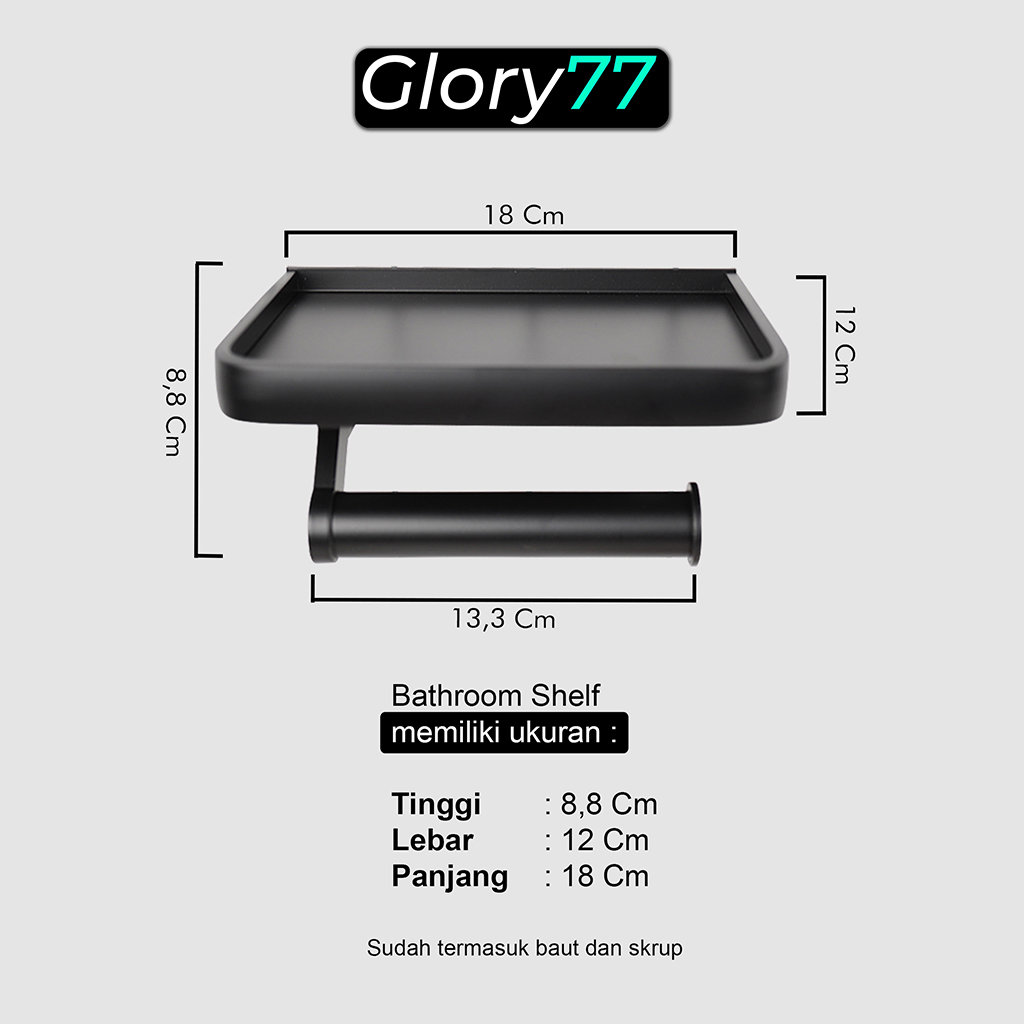 Glory77
18 Cm
12 Cm
8,8 Cm
13,3 Cm
Bathroom Shelf
memiliki ukuran :
Tinggi : 8,8 Cm
Lebar : 12 Cm
Panjang : 18 Cm
Sudah termasuk baut dan skrup